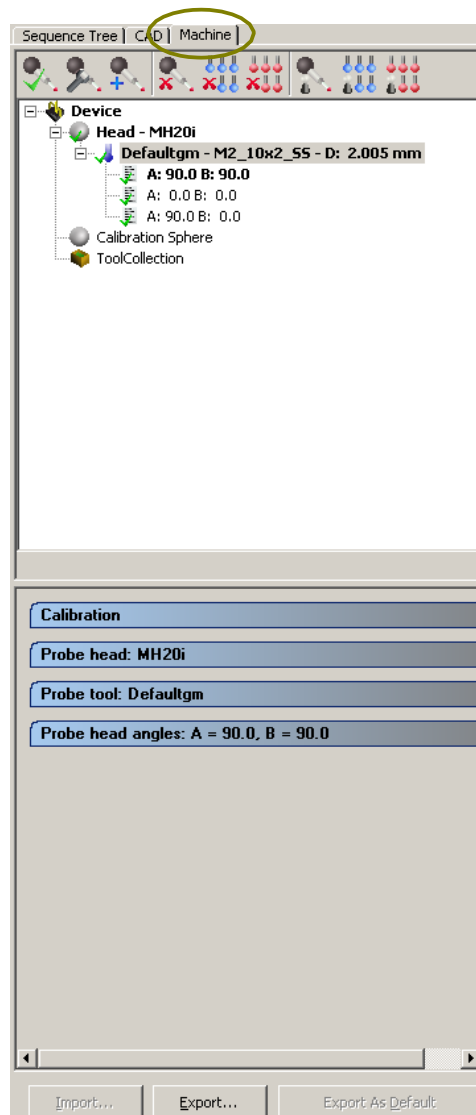 Sequence Tree CAD Machine
Device
Head - MH20i
Defaultgm - M2_10x2_SS - D: 2.005 mm
A: 90.0 B: 90.0
A: 0.0 B: 0.0
A: 90.0 B: 0.0
Calibration Sphere
ToolCollection
Calibration
Probe head: MH20i
Probe tool: Defaultgm
Probe head angles: A = 90.0, B = 90.0
Import... Export... Export As Default